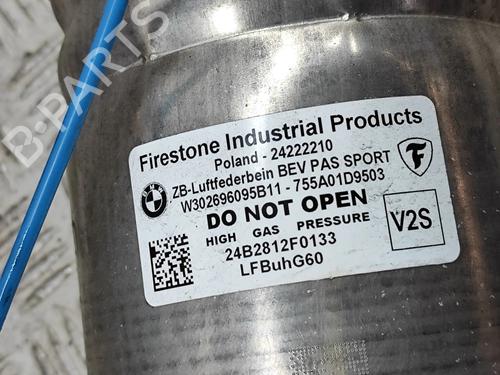 Firestone Industrial Products
Poland - 24222210
ZB-Luftfederbein BEV PAS SPORT
W302696095B11 - 755A01D9503
DO NOT OPEN
HIGH GAS PRESSURE
24B2812F0133
LFBuhG60
V2S
BMW
F
B-Parts